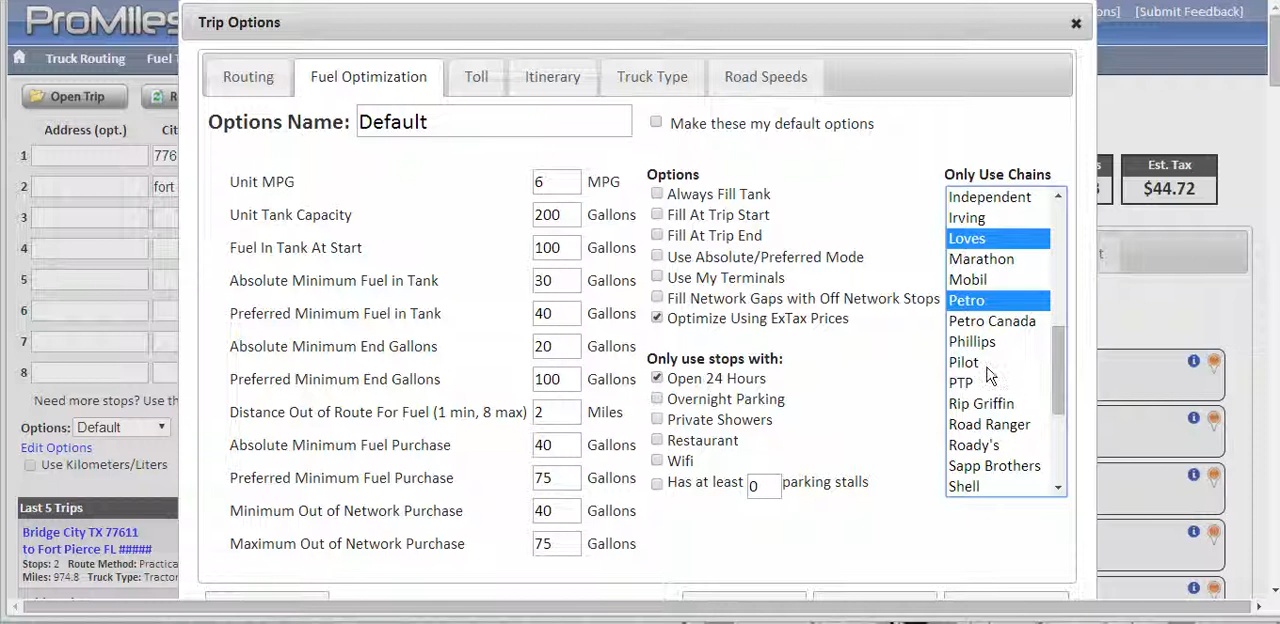 ProMiles
Trip Options
ons] [Submit Feedback]
Truck Routing
Fuel T
Routing
Fuel Optimization
Toll
Itinerary
Truck Type
Road Speeds
Open Trip
R
Options Name: Default
Make these my default options
Address (opt.)
Cit
1
776
2
fort
3
4
5
6
7
8
Need more stops? Use th
Options: Default
Edit Options
Use Kilometers/Liters
Last 5 Trips
Bridge City TX 77611
to Fort Pierce FL #####
Stops: 2 Route Method: Practica
Miles: 974.8 Truck Type: Tractor
Unit MPG 6 MPG
Unit Tank Capacity 200 Gallons
Fuel In Tank At Start 100 Gallons
Absolute Minimum Fuel in Tank 30 Gallons
Preferred Minimum Fuel in Tank 40 Gallons
Absolute Minimum End Gallons 20 Gallons
Preferred Minimum End Gallons 100 Gallons
Distance Out of Route For Fuel (1 min, 8 max) 2 Miles
Absolute Minimum Fuel Purchase 40 Gallons
Preferred Minimum Fuel Purchase 75 Gallons
Minimum Out of Network Purchase 40 Gallons
Maximum Out of Network Purchase 75 Gallons
Options
Always Fill Tank
Fill At Trip Start
Fill At Trip End
Use Absolute/Preferred Mode
Use My Terminals
Fill Network Gaps with Off Network Stops
Optimize Using ExTax Prices
Only use stops with:
Open 24 Hours
Overnight Parking
Private Showers
Restaurant
Wifi
Has at least 0 parking stalls
Only Use Chains
Independent
Irving
Loves
Marathon
Mobil
Petro
Petro Canada
Phillips
Pilot
PTP
Rip Griffin
Road Ranger
Roady's
Sapp Brothers
Shell
s
3
Est. Tax
$44.72
t